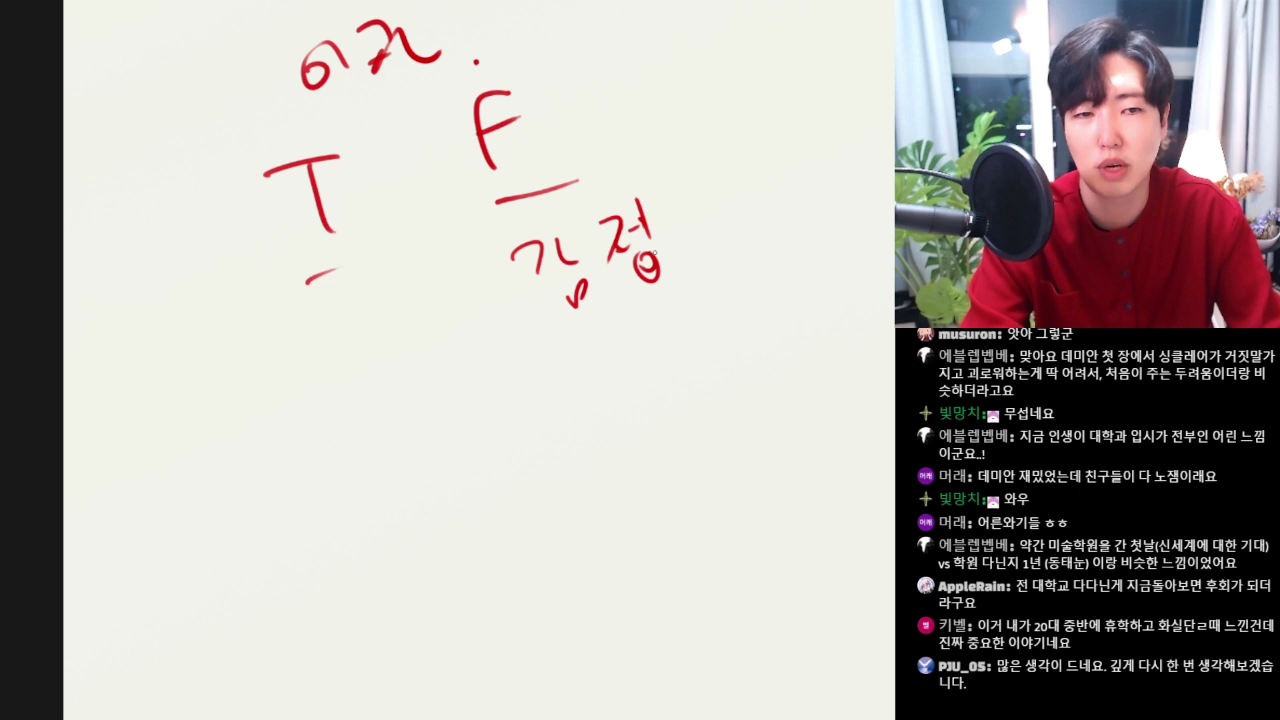 F
T
감정
musuron: 앗아 그렇군
에블렙벱베: 맞아요 데미안 첫 장에서 싱클레어가 거짓말가
지고 괴로워하는게 딱 어려서, 처음이 주는 두려움이더랑 비
슷하더라고요
빛망치: 무섭네요
에블렙벱베: 지금 인생이 대학과 입시가 전부인 어린 느낌
이군요..!
머래: 데미안 재밌었는데 친구들이 다 노잼이래요
빛망치: 와우
머래: 어른와기들 ㅎㅎ
에블렙벱베: 약간 미술학원을 간 첫날(신세계에 대한 기대)
vs 학원 다닌지 1년 (동태눈) 이랑 비슷한 느낌이었어요
AppleRain: 전 대학교 다다닌게 지금돌아보면 후회가 되더
라구요
키벨: 이거 내가 20대 중반에 휴학하고 화실단ㄹ때 느낀건데
진짜 중요한 이야기네요
PJU_OS: 많은 생각이 드네요. 깊게 다시 한 번 생각해보겠습
니다.